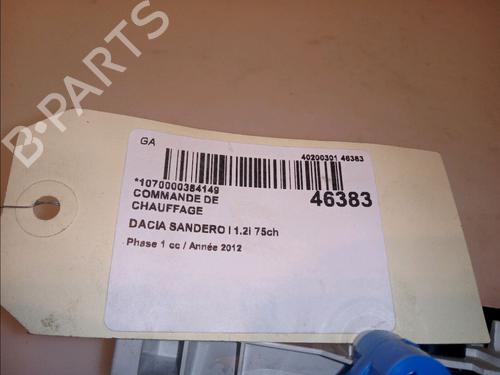 B-PARTS
GA
40200301 46383
*1070000384149
46383
COMMANDE DE
CHAUFFAGE
DACIA SANDERO I 1.2i 75ch
Phase 1 cc / Année 2012